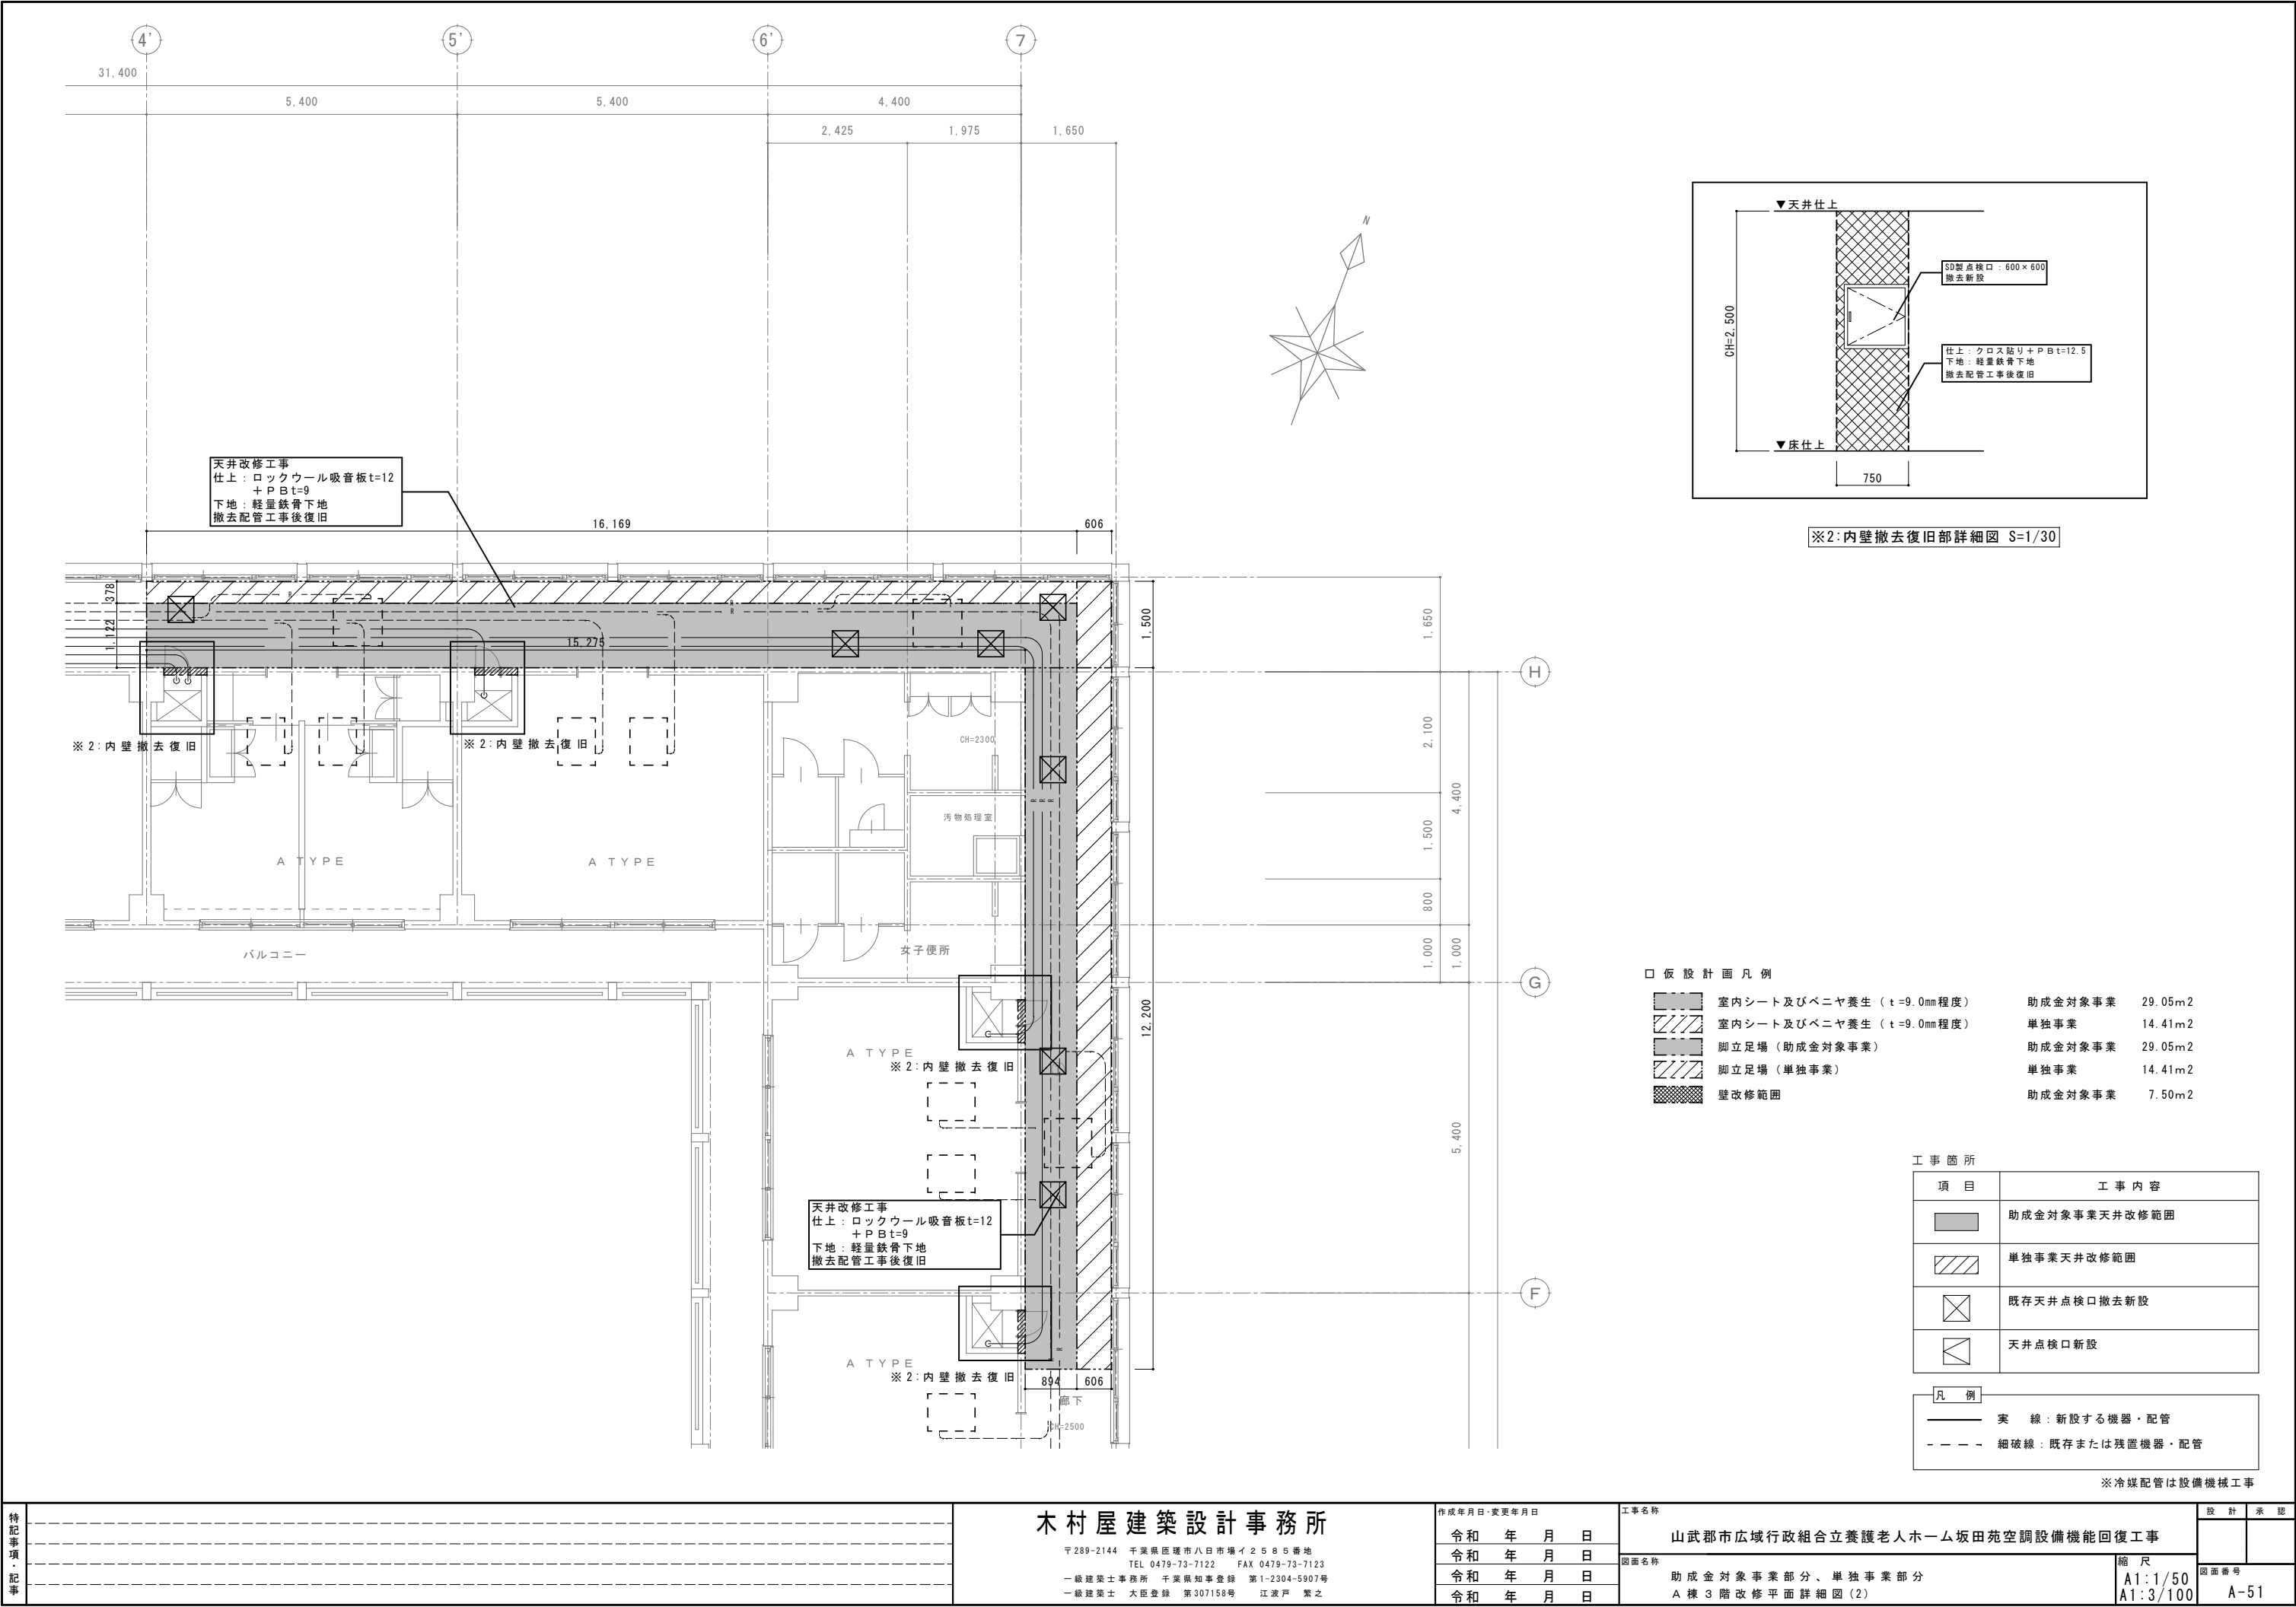 4' 5' 6' 7
31,400
5,400 5,400 4,400
2,425 1,975 1,650
N
▼天井仕上
SD製点検口：600×600
撤去新設
CH=2,500
仕上：クロス貼り＋ＰＢt=12.5
下地：軽量鉄骨下地
撤去配管工事後復旧
▼床仕上
750
※2:内壁撤去復旧部詳細図 S=1/30
天井改修工事
仕上：ロックウール吸音板t=12
＋ＰＢt=9
下地：軽量鉄骨下地
撤去配管工事後復旧
16,169 606
378
1,122
15,275
1,500
1,650
H
※2:内壁撤去復旧
※2:内壁撤去復旧
CH=2300
2,100
4,400
汚物処理室
1,500
A TYPE
A TYPE
800
女子便所
バルコニー
1,000 1,000
G
12,200
A TYPE
※2:内壁撤去復旧
5,400
天井改修工事
仕上：ロックウール吸音板t=12
＋ＰＢt=9
下地：軽量鉄骨下地
撤去配管工事後復旧
F
A TYPE
※2:内壁撤去復旧
894 606
廊下
CH=2500
口仮設計画凡例
室内シート及びベニヤ養生（ｔ=9.0㎜程度） 助成金対象事業 29.05m2
室内シート及びベニヤ養生（ｔ=9.0㎜程度） 単独事業 14.41m2
脚立足場（助成金対象事業） 助成金対象事業 29.05m2
脚立足場（単独事業） 単独事業 14.41m2
壁改修範囲 助成金対象事業 7.50m2
工事箇所
項目 工事内容
助成金対象事業天井改修範囲
単独事業天井改修範囲
既存天井点検口撤去新設
天井点検口新設
凡 例
実 線：新設する機器・配管
細破線：既存または残置機器・配管
※冷媒配管は設備機械工事
特記事項・記事
木村屋建築設計事務所
〒289-2144 千葉県匝瑳市八日市場イ２５８５番地
TEL 0479-73-7122 FAX 0479-73-7123
一級建築士事務所 千葉県知事登録 第1-2304-5907号
一級建築士 大臣登録 第307158号 江波戸 繁之
作成年月日・変更年月日
令和 年 月 日
令和 年 月 日
令和 年 月 日
令和 年 月 日
工事名称
山武郡市広域行政組合立養護老人ホーム坂田苑空調設備機能回復工事
図面名称
助成金対象事業部分、単独事業部分
Ａ棟３階改修平面詳細図(2)
縮 尺
A1:1/50
A1:3/100
設 計 承 認
図面番号
A-51